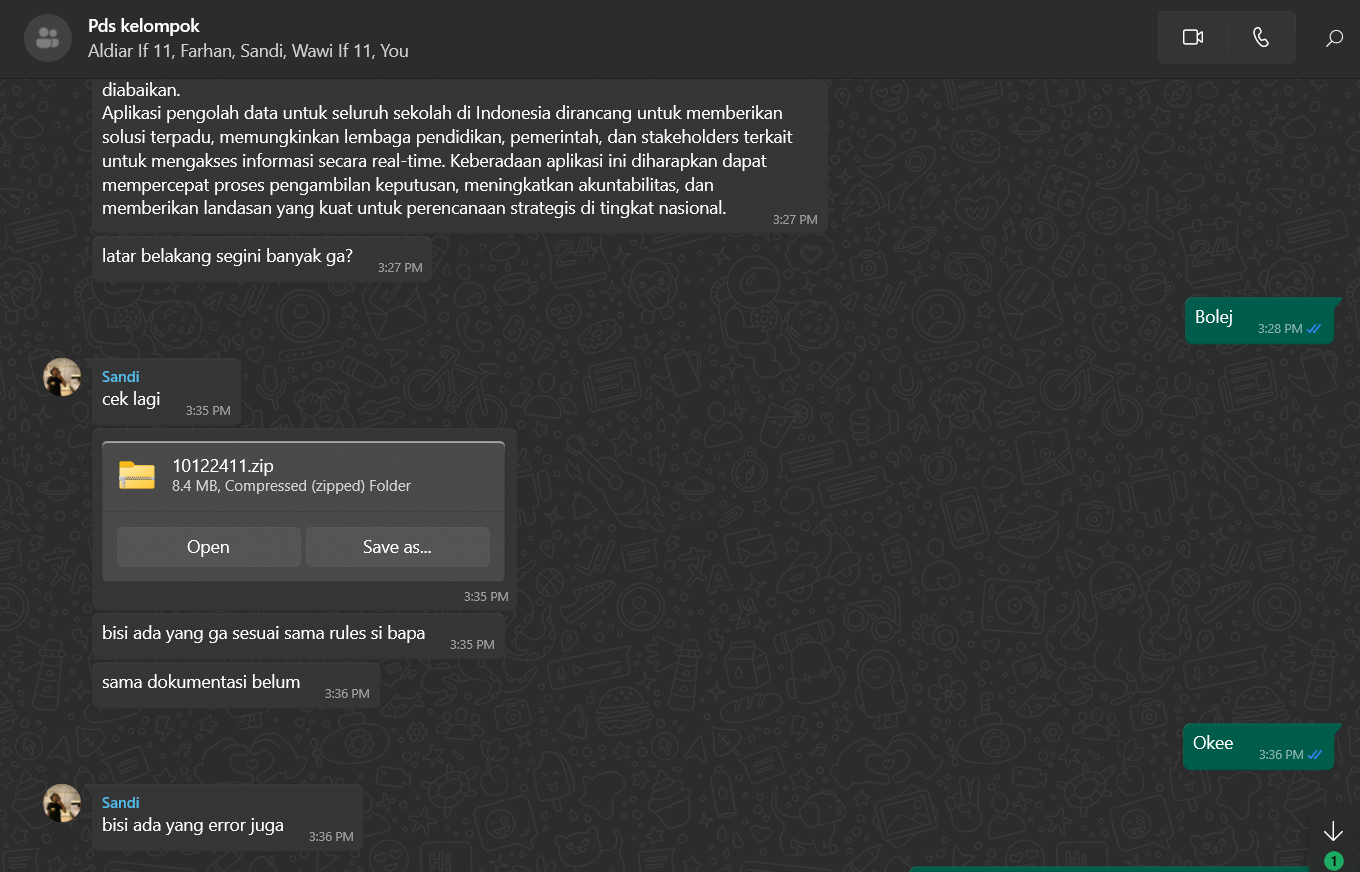 Pds kelompok
Aldiar If 11, Farhan, Sandi, Wawi If 11, You
diabaikan.
Aplikasi pengolah data untuk seluruh sekolah di Indonesia dirancang untuk memberikan
solusi terpadu, memungkinkan lembaga pendidikan, pemerintah, dan stakeholders terkait
untuk mengakses informasi secara real-time. Keberadaan aplikasi ini diharapkan dapat
mempercepat proses pengambilan keputusan, meningkatkan akuntabilitas, dan
memberikan landasan yang kuat untuk perencanaan strategis di tingkat nasional.
3:27 PM
latar belakang segini banyak ga?
3:27 PM
Bolej
3:28 PM
Sandi
cek lagi
3:35 PM
10122411.zip
8.4 MB, Compressed (zipped) Folder
Open
Save as...
3:35 PM
bisi ada yang ga sesuai sama rules si bapa
3:35 PM
sama dokumentasi belum
3:36 PM
Okee
3:36 PM
Sandi
bisi ada yang error juga
3:36 PM
1